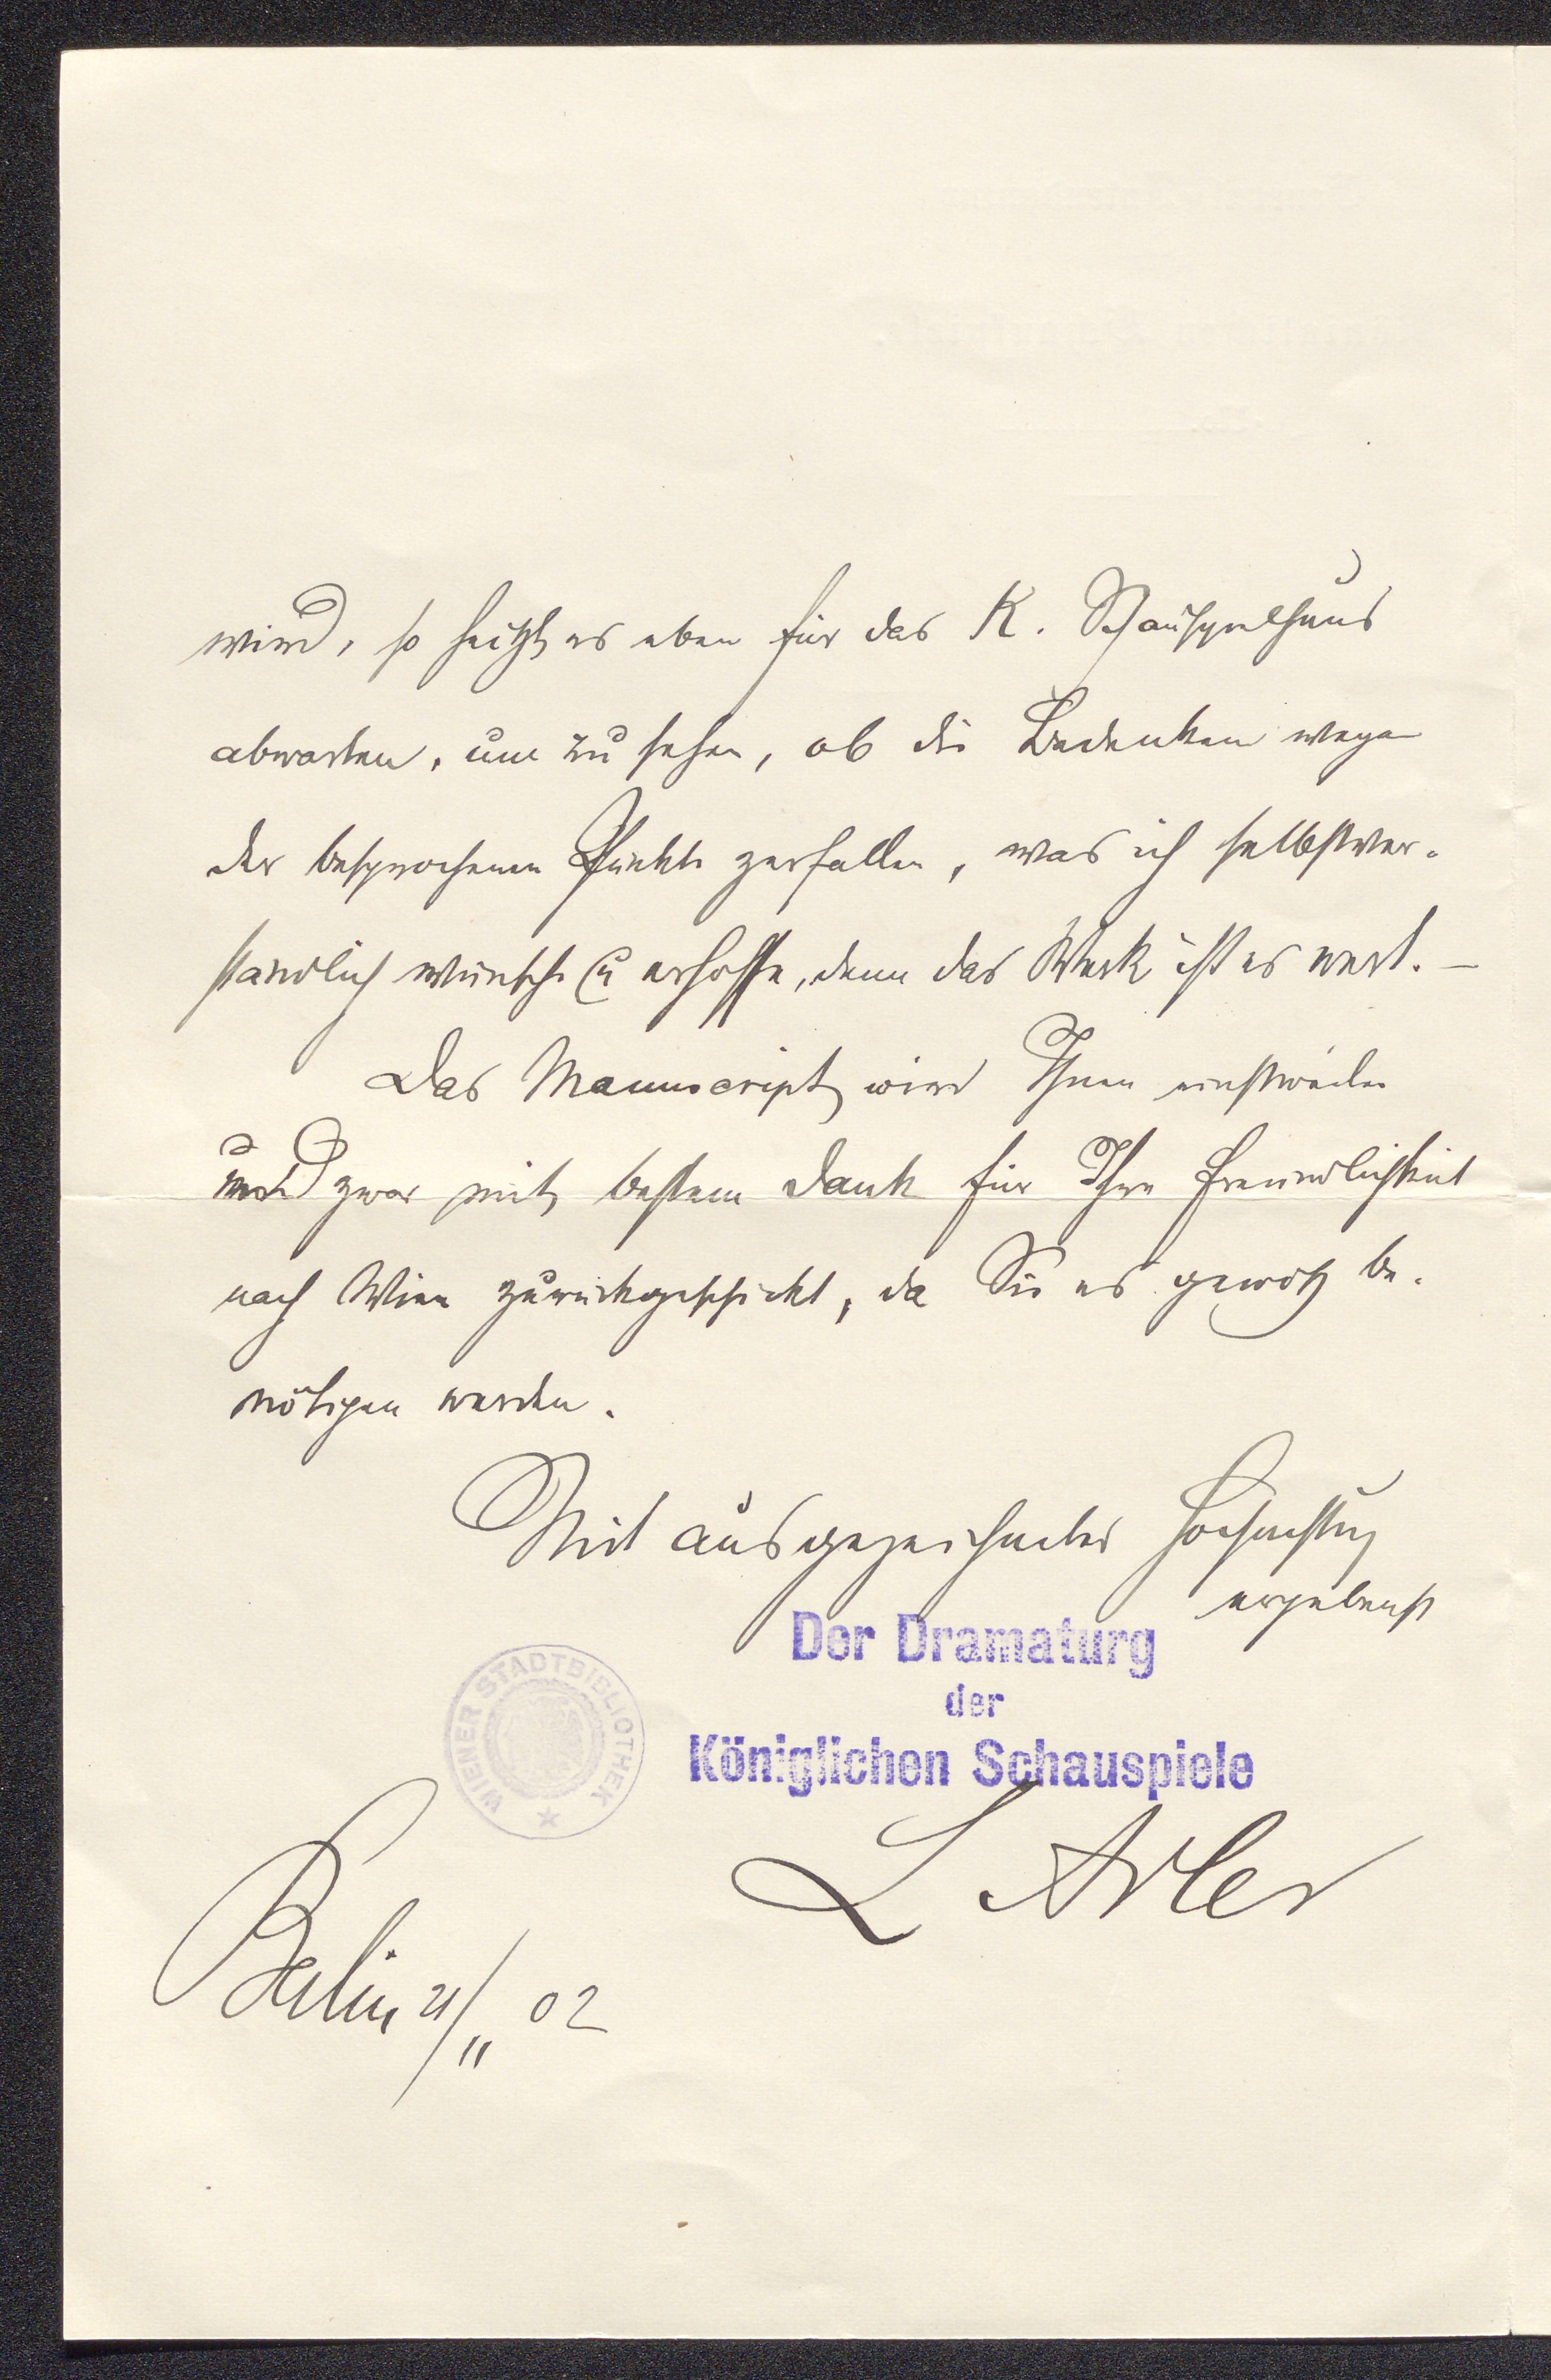 wird, so heißt es eben für das K. Schauspielhaus
abwarten, um zu sehen, ob die Bedenken wegen
der besprochenen Punkte zerfallen, was ich selbstver-
ständlich wünsche u erhoffe, denn das Werk ist es wert. –
Das Manuscript wird Ihnen einstweilen
und zwar mit bestem Dank für Ihre Freundlichkeit
nach Wien zurückgeschickt, da Sie es gewiß be-
nötigen werden.
Mit ausgezeichneter Hochachtung
ergebenst
Der Dramaturg
der
Königlichen Schauspiele
WIENER STADTBIBLIOTHEK
L Adler
Berlin 21/11 02